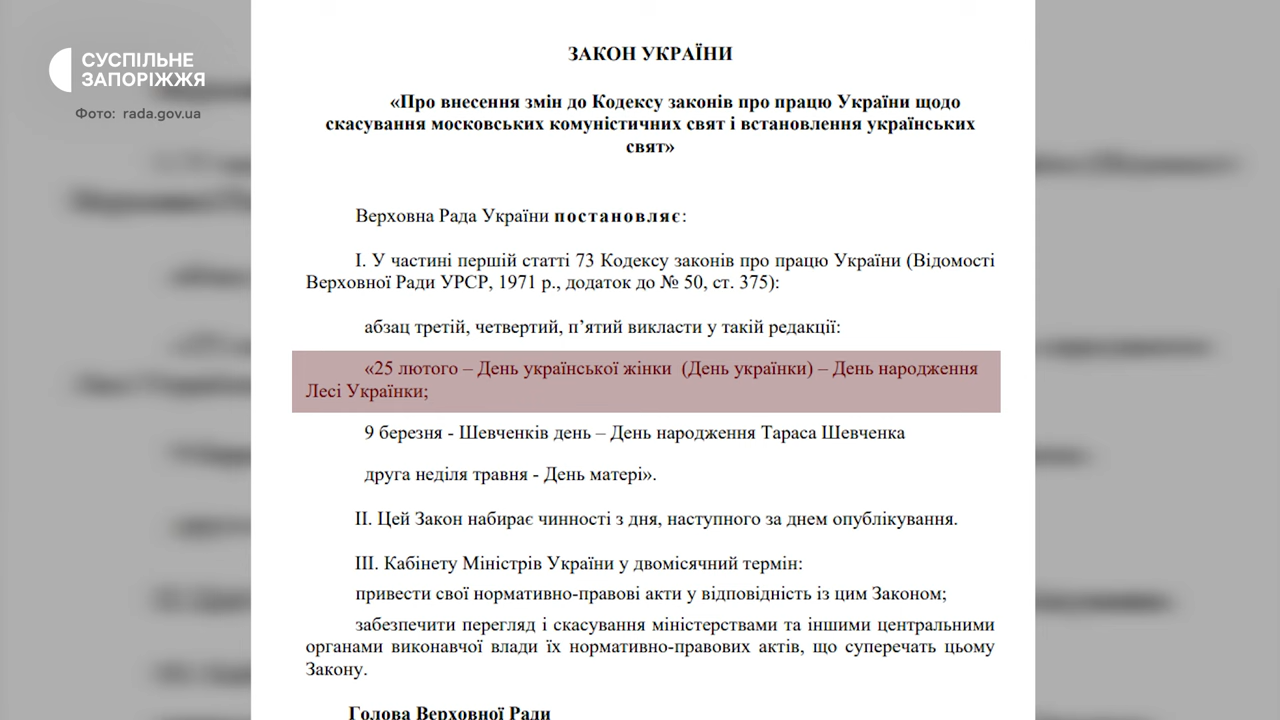 СУСПІЛЬНЕ
ЗАПОРІЖЖЯ
Фото: rada.gov.ua
ЗАКОН УКРАЇНИ
«Про внесення змін до Кодексу законів про працю України щодо
скасування московських комуністичних свят і встановлення українських
свят»
Верховна Рада України постановляє:
І. У частині першій статті 73 Кодексу законів про працю України (Відомості
Верховної Ради УРСР, 1971 р., додаток до № 50, ст. 375):
абзац третій, четвертий, п’ятий викласти у такій редакції:
«25 лютого – День української жінки (День українки) – День народження
Лесі Українки;
9 березня - Шевченків день – День народження Тараса Шевченка
друга неділя травня - День матері».
ІІ. Цей Закон набирає чинності з дня, наступного за днем опублікування.
ІІІ. Кабінету Міністрів України у двомісячний термін:
привести свої нормативно-правові акти у відповідність із цим Законом;
забезпечити перегляд і скасування міністерствами та іншими центральними
органами виконавчої влади їх нормативно-правових актів, що суперечать цьому
Закону.
Голова Верховної Ради